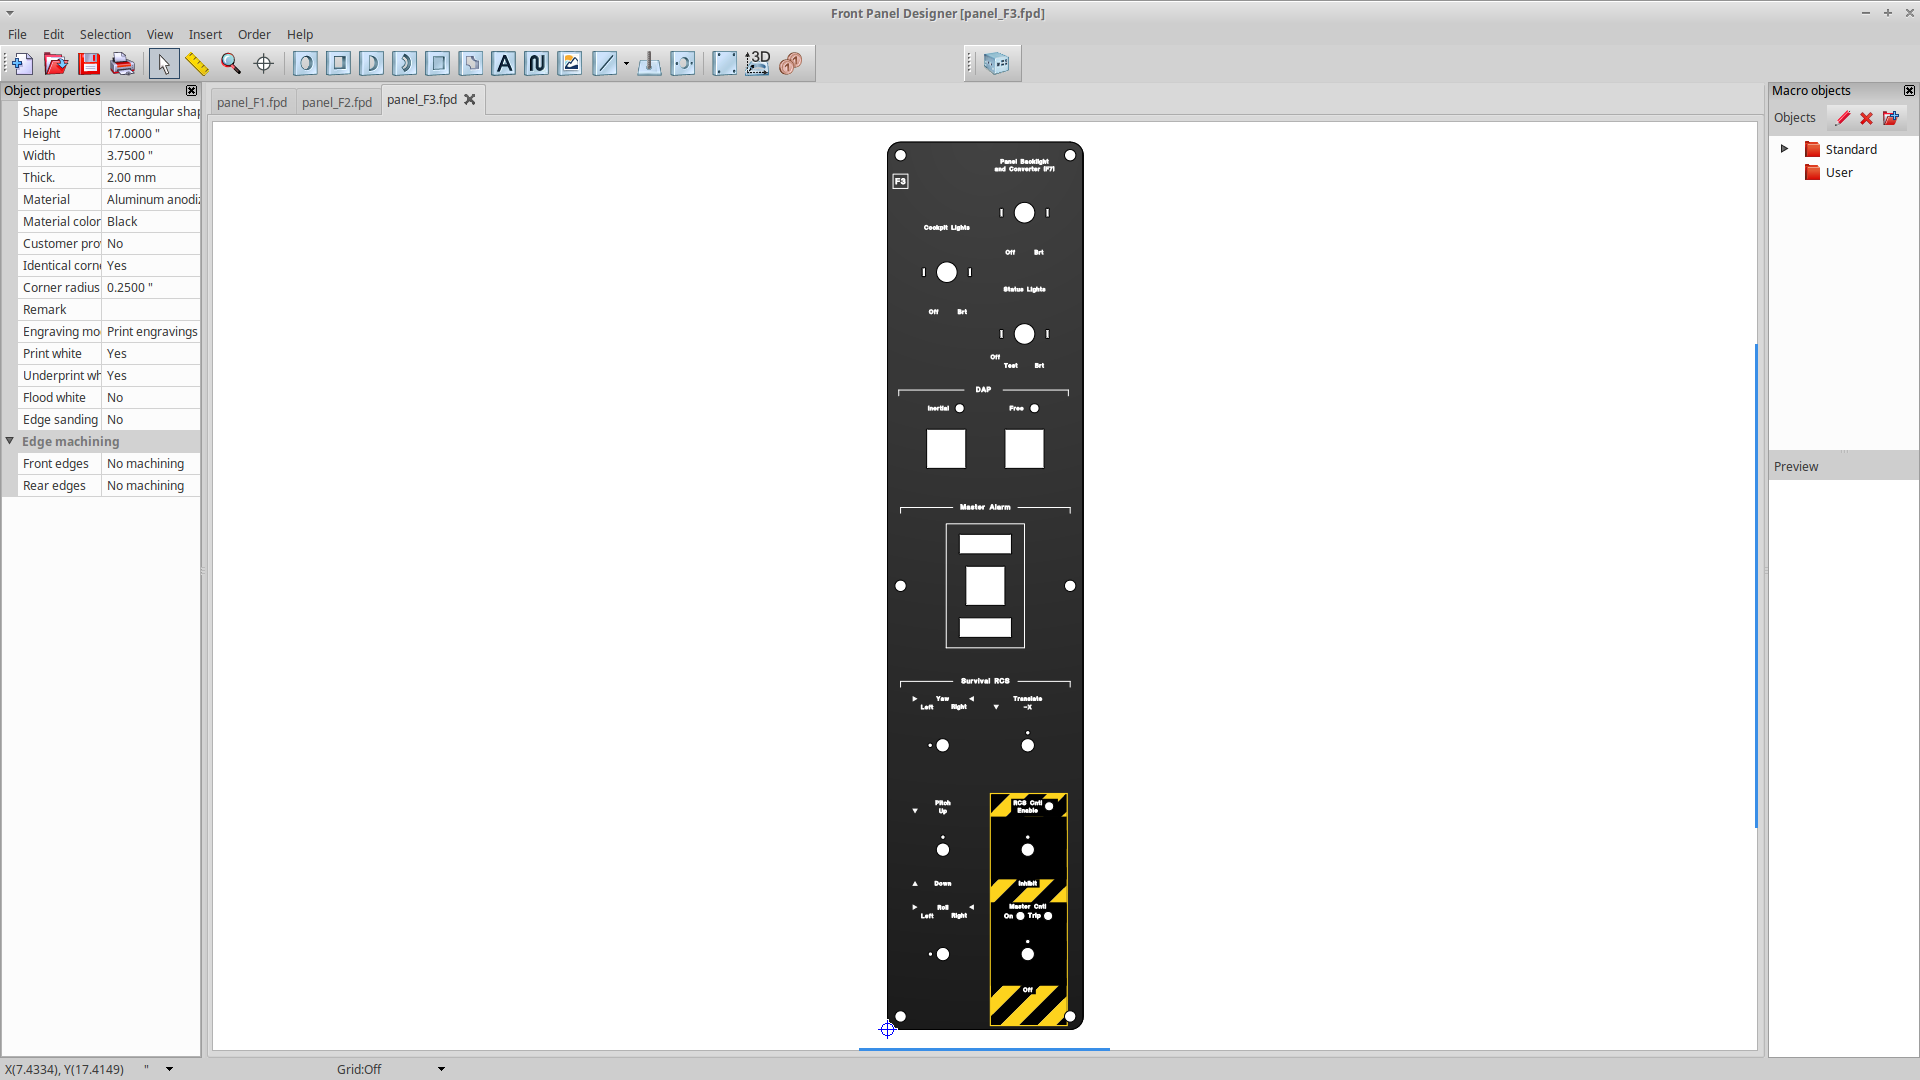 Front Panel Designer [panel_F3.fpd]
File Edit Selection View Insert Order Help
A N 3D
Object properties
Shape Rectangular shap
Height 17.0000 "
Width 3.7500 "
Thick. 2.00 mm
Material Aluminum anodiz
Material color Black
Customer pro No
Identical corn Yes
Corner radius 0.2500 "
Remark
Engraving mo Print engravings
Print white Yes
Underprint wh Yes
Flood white No
Edge sanding No
Edge machining
Front edges No machining
Rear edges No machining
panel_F1.fpd panel_F2.fpd panel_F3.fpd
Panel Backlight
and Converter (F7)
F3
Cockpit Lights
Off Brt
Status Lights
Off Brt
Off
Test Brt
DAP
Inertial Free
Master Alarm
Survival RCS
Yaw Translate
Left Right -X
Pitch
Up
RCS Cntl
Enable
Down Inhibit
Roll Master Cntl
Left Right On Trip
Off
Macro objects
Objects
Standard
User
Preview
X(7.4334), Y(17.4149) " Grid:Off